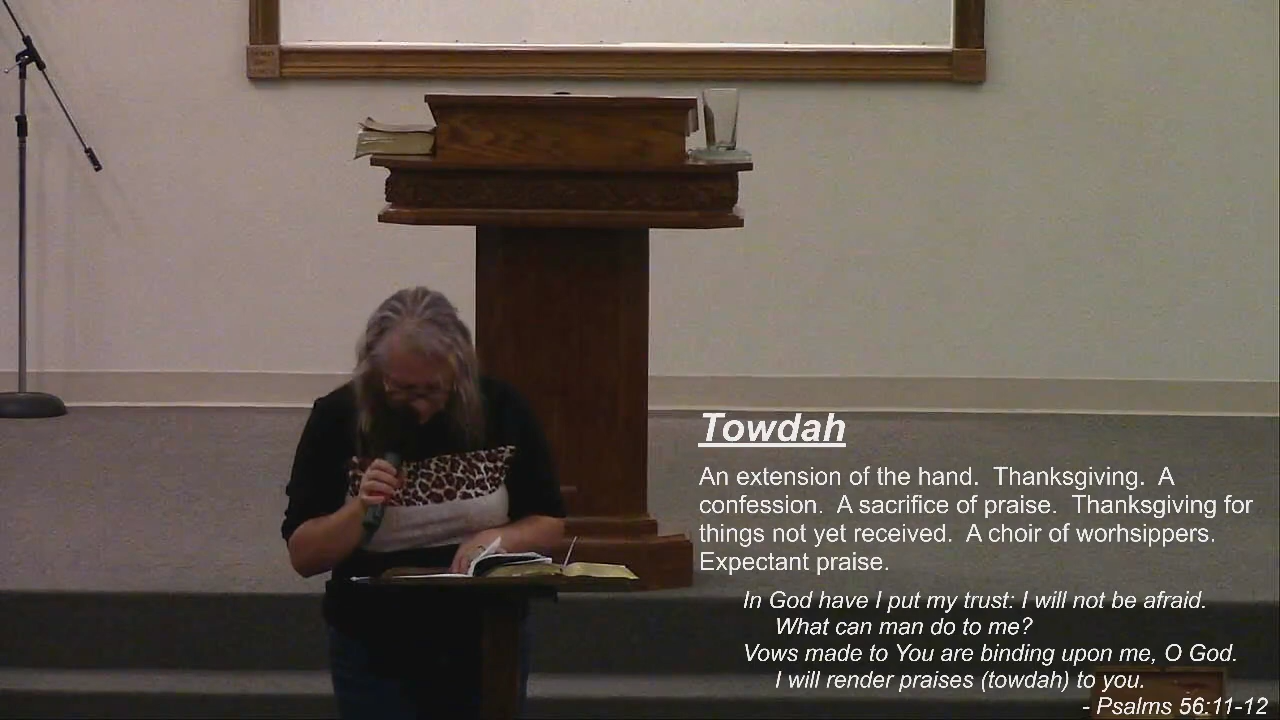 Towdah
An extension of the hand.  Thanksgiving.  A
confession.  A sacrifice of praise.  Thanksgiving for
things not yet received.  A choir of worhsippers.
Expectant praise.
In God have I put my trust: I will not be afraid.
What can man do to me?
Vows made to You are binding upon me, O God.
I will render praises (towdah) to you.
- Psalms 56:11-12